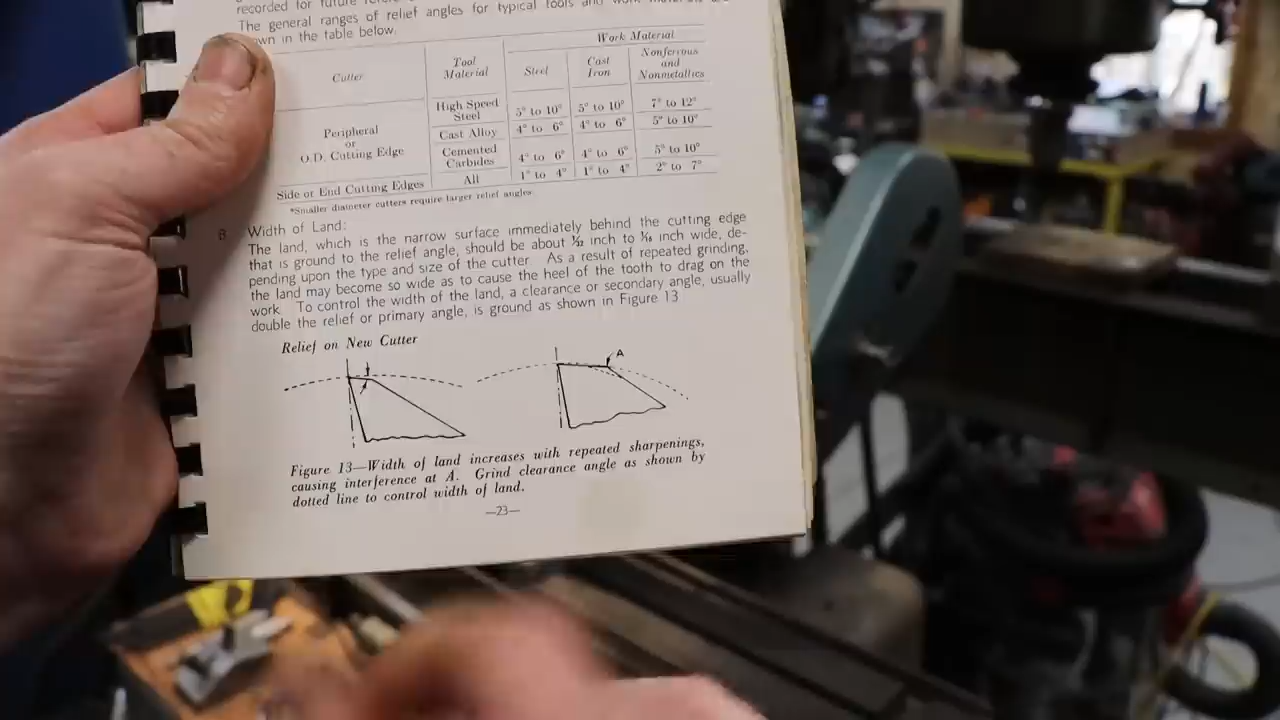 recorded for future
The general ranges of relief angles for typical tools and work
own in the table below.
Work Material
Cutter
Tool Material
Steel
Cast Iron
Nonferrous and Nonmetallics
Peripheral or O.D. Cutting Edge
High Speed Steel 5° to 10° 5° to 10° 7° to 12°
Cast Alloy 4° to 6° 4° to 6° 5° to 10°
Cemented Carbides 4° to 6° 4° to 6° 5° to 10°
Side or End Cutting Edges All 1° to 4° 1° to 4° 2° to 7°
*Smaller diameter cutters require larger relief angles.
B Width of Land:
The land, which is the narrow surface immediately behind the cutting edge
that is ground to the relief angle, should be about 1/32 inch to 1/16 inch wide, de-
pending upon the type and size of the cutter As a result of repeated grinding,
the land may become so wide as to cause the heel of the tooth to drag on the
work To control the width of the land, a clearance or secondary angle, usually
double the relief or primary angle, is ground as shown in Figure 13
Relief on New Cutter
A
Figure 13—Width of land increases with repeated sharpenings,
causing interference at A. Grind clearance angle as shown by
dotted line to control width of land.
—23—